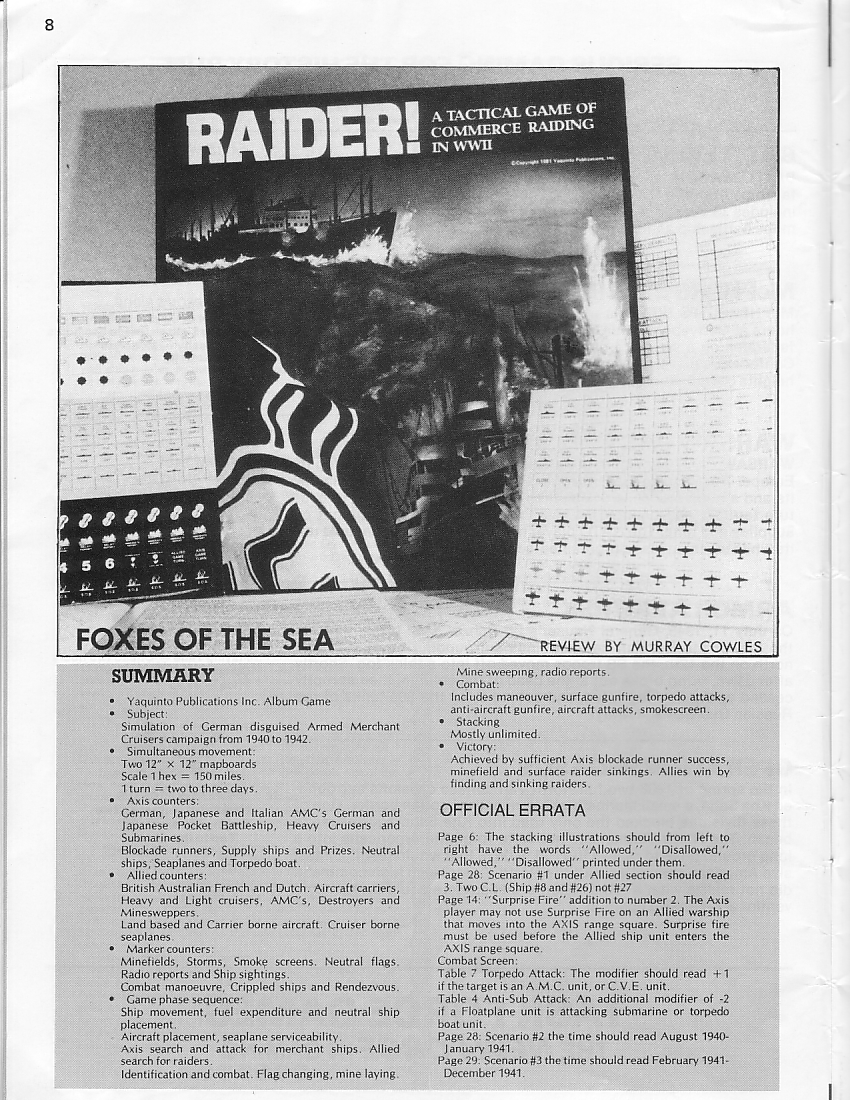 8
RAIDER!
A TACTICAL GAME OF
COMMERCE RAIDING
IN WWII
©Copyright 1981 Yaquinto Publications, Inc.
4 5 6
ALLIED
GAME
TURN
AXIS
GAME
TURN
CLOSE OPEN OPEN
FOXES OF THE SEA
REVIEW BY MURRAY COWLES
SUMMARY
• Yaquinto Publications Inc. Album Game
• Subject:
Simulation of German disguised Armed Merchant
Cruisers campaign from 1940 to 1942.
• Simultaneous movement:
Two 12" × 12" mapboards
Scale 1 hex = 150 miles.
1 turn = two to three days.
• Axis counters:
German, Japanese and Italian AMC's German and
Japanese Pocket Battleship, Heavy Cruisers and
Submarines.
Blockade runners, Supply ships and Prizes. Neutral
ships, Seaplanes and Torpedo boat.
• Allied counters:
British Australian French and Dutch. Aircraft carriers,
Heavy and Light cruisers, AMC's, Destroyers and
Minesweepers.
Land based and Carrier borne aircraft. Cruiser borne
seaplanes.
• Marker counters:
Minefields, Storms, Smoke screens. Neutral flags.
Radio reports and Ship sightings.
Combat manoeuvre, Crippled ships and Rendezvous.
• Game phase sequence:
Ship movement, fuel expenditure and neutral ship
placement.
Aircraft placement, seaplane serviceability.
Axis search and attack for merchant ships. Allied
search for raiders.
Identification and combat. Flag changing, mine laying.
Mine sweeping, radio reports.
• Combat:
Includes maneouver, surface gunfire, torpedo attacks,
anti-aircraft gunfire, aircraft attacks, smokescreen.
• Stacking
Mostly unlimited.
• Victory:
Achieved by sufficient Axis blockade runner success,
minefield and surface raider sinkings. Allies win by
finding and sinking raiders.
OFFICIAL ERRATA
Page 6: The stacking illustrations should from left to
right have the words "Allowed," "Disallowed,"
"Allowed," "Disallowed" printed under them.
Page 28: Scenario #1 under Allied section should read
3. Two C.L. (Ship #8 and #26) not #27
Page 14: "Surprise Fire" addition to number 2. The Axis
player may not use Surprise Fire on an Allied warship
that moves into the AXIS range square. Surprise fire
must be used before the Allied ship unit enters the
AXIS range square.
Combat Screen:
Table 7 Torpedo Attack: The modifier should read +1
if the target is an A.M.C. unit, or C.V.E. unit.
Table 4 Anti-Sub Attack: An additional modifier of -2
if a Floatplane unit is attacking submarine or torpedo
boat unit.
Page 28: Scenario #2 the time should read August 1940-
January 1941.
Page 29: Scenario #3 the time should read February 1941-
December 1941.